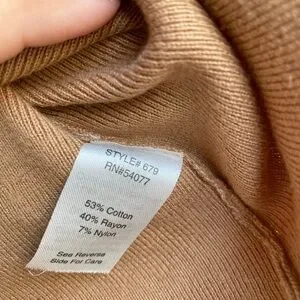 STYLE# 679
RN#54077
53% Cotton
40% Rayon
7% Nylon
See Reverse
Side For Care